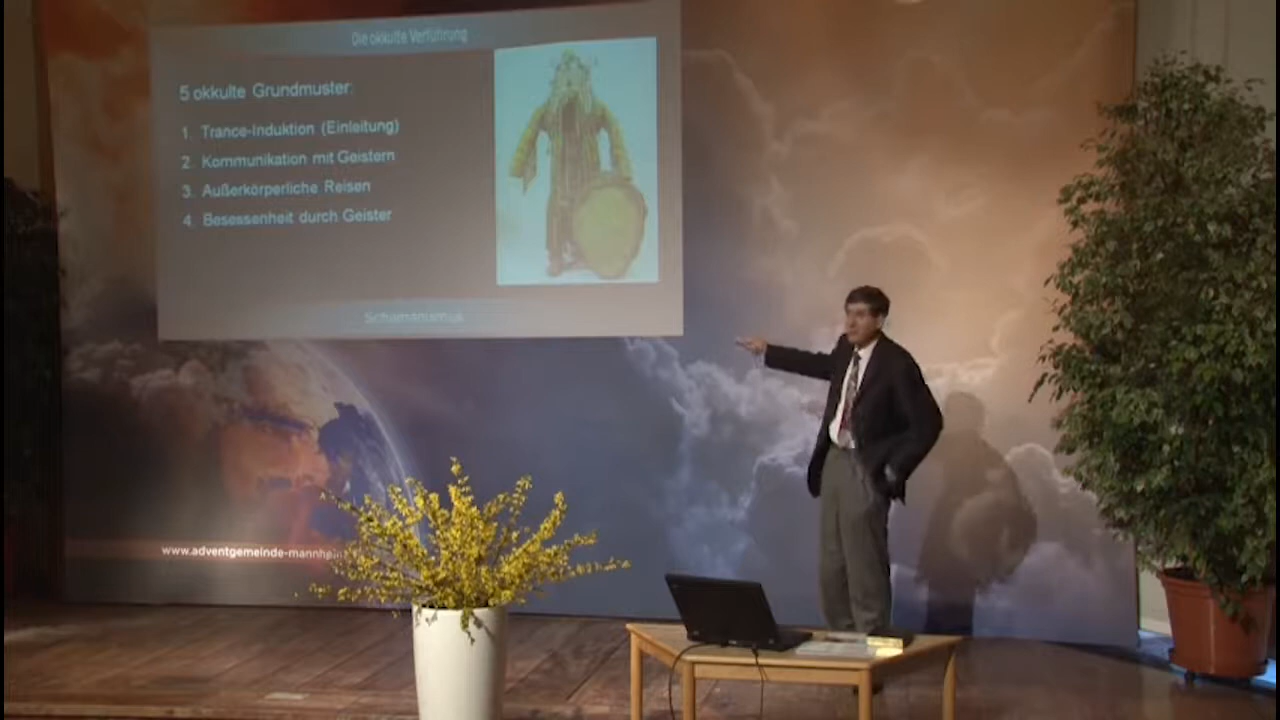 Die okkulte Verführung
5 okkulte Grundmuster:
1. Trance-Induktion (Einleitung)
2. Kommunikation mit Geistern
3. Außerkörperliche Reisen
4. Besessenheit durch Geister
Schamanismus
www.adventgemeinde-mannhei